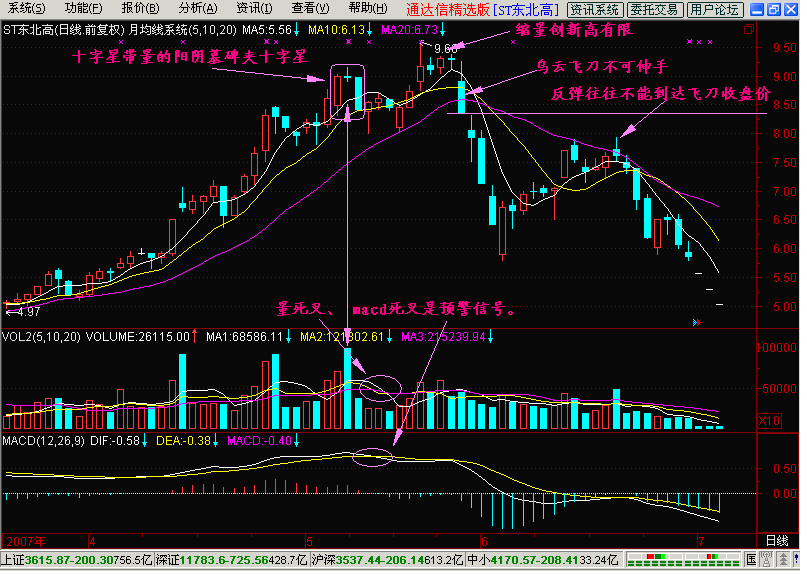 系统(S) 功能(F) 报价(B) 分析(A) 资讯(I) 查看(V) 帮助(H) 通达信精选版 [ST东北高] 资讯系统 委托交易 用户论坛
ST东北高(日线.前复权) 月均线系统(5,10,20) MA5:5.56↓ MA10:6.13↓ MA20:6.73↓
缩量创新高有限
9.66
十字星带量的阳阴墓碑夹十字星
乌云飞刀不可伸手
反弹往往不能到达飞刀收盘价
9.50
9.00
8.50
8.00
7.50
7.00
6.50
6.00
5.50
5.00
4.97
量死叉、 macd死叉是预警信号。
VOL2(5,10,20) VOLUME:26115.00↑ MA1:68586.11↓ MA2:121802.61↓ MA3:215239.94↓
100000
50000
X10
MACD(12,26,9) DIF:-0.58↓ DEA:-0.38↓ MACD:-0.40↓
0.50
0.00
2007年 4 5 6 7 日线
上证3615.87-200.30756.5亿 深证11783.6-725.56428.7亿 沪深3537.44-206.14613.2亿 中小4170.57-208.4133.24亿 国